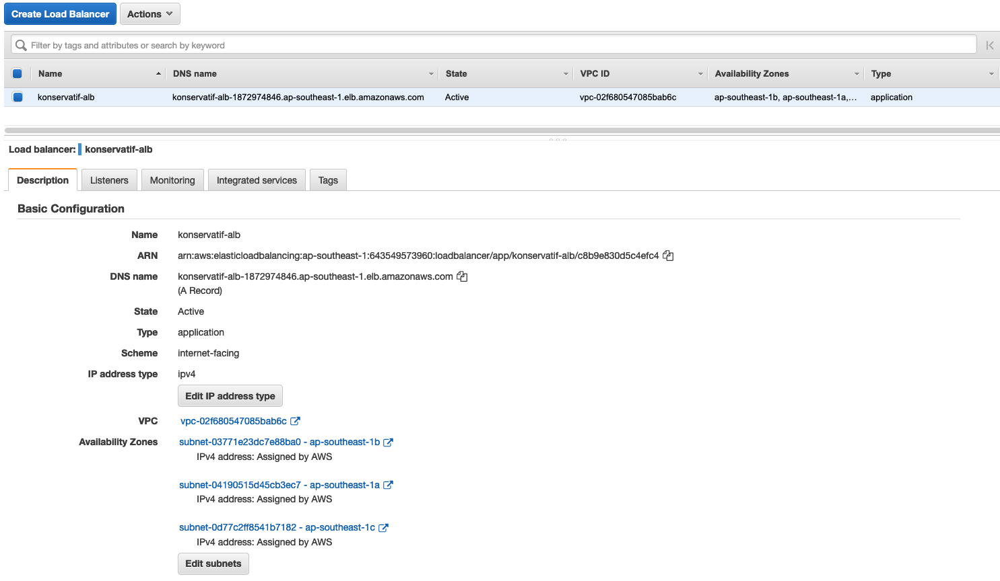 Create Load Balancer Actions
Filter by tags and attributes or search by keyword
Name DNS name State VPC ID Availability Zones Type
konservatif-alb konservatif-alb-1872974846.ap-southeast-1.elb.amazonaws.com Active vpc-02f680547085bab6c ap-southeast-1b, ap-southeast-1a,... application
Load balancer: konservatif-alb
Description Listeners Monitoring Integrated services Tags
Basic Configuration
Name konservatif-alb
ARN arn:aws:elasticloadbalancing:ap-southeast-1:643549573960:loadbalancer/app/konservatif-alb/c8b9e830d5c4efc4
DNS name konservatif-alb-1872974846.ap-southeast-1.elb.amazonaws.com
(A Record)
State Active
Type application
Scheme internet-facing
IP address type ipv4
Edit IP address type
VPC vpc-02f680547085bab6c
Availability Zones subnet-03771e23dc7e88ba0 - ap-southeast-1b
IPv4 address: Assigned by AWS
subnet-04190515d45cb3ec7 - ap-southeast-1a
IPv4 address: Assigned by AWS
subnet-0d77c2ff8541b7182 - ap-southeast-1c
IPv4 address: Assigned by AWS
Edit subnets